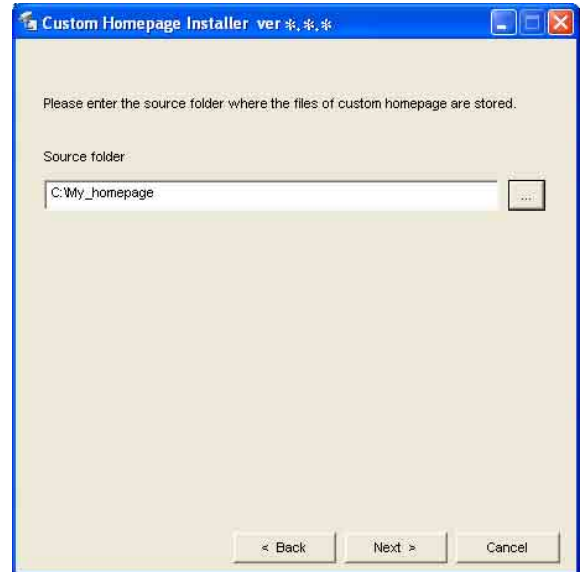 Custom Homepage Installer ver *.*.*
Please enter the source folder where the files of custom homepage are stored.
Source folder
C:\My_homepage
...
< Back
Next >
Cancel